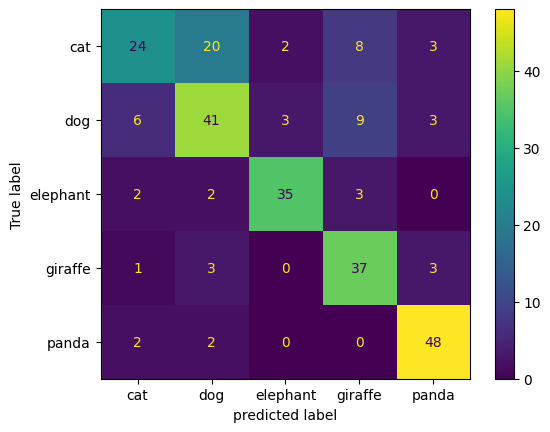 cat 24 20 2 8 3
dog 6 41 3 9 3
elephant 2 2 35 3 0
giraffe 1 3 0 37 3
panda 2 2 0 0 48
cat dog elephant giraffe panda
predicted label
True label
40
30
20
10
0